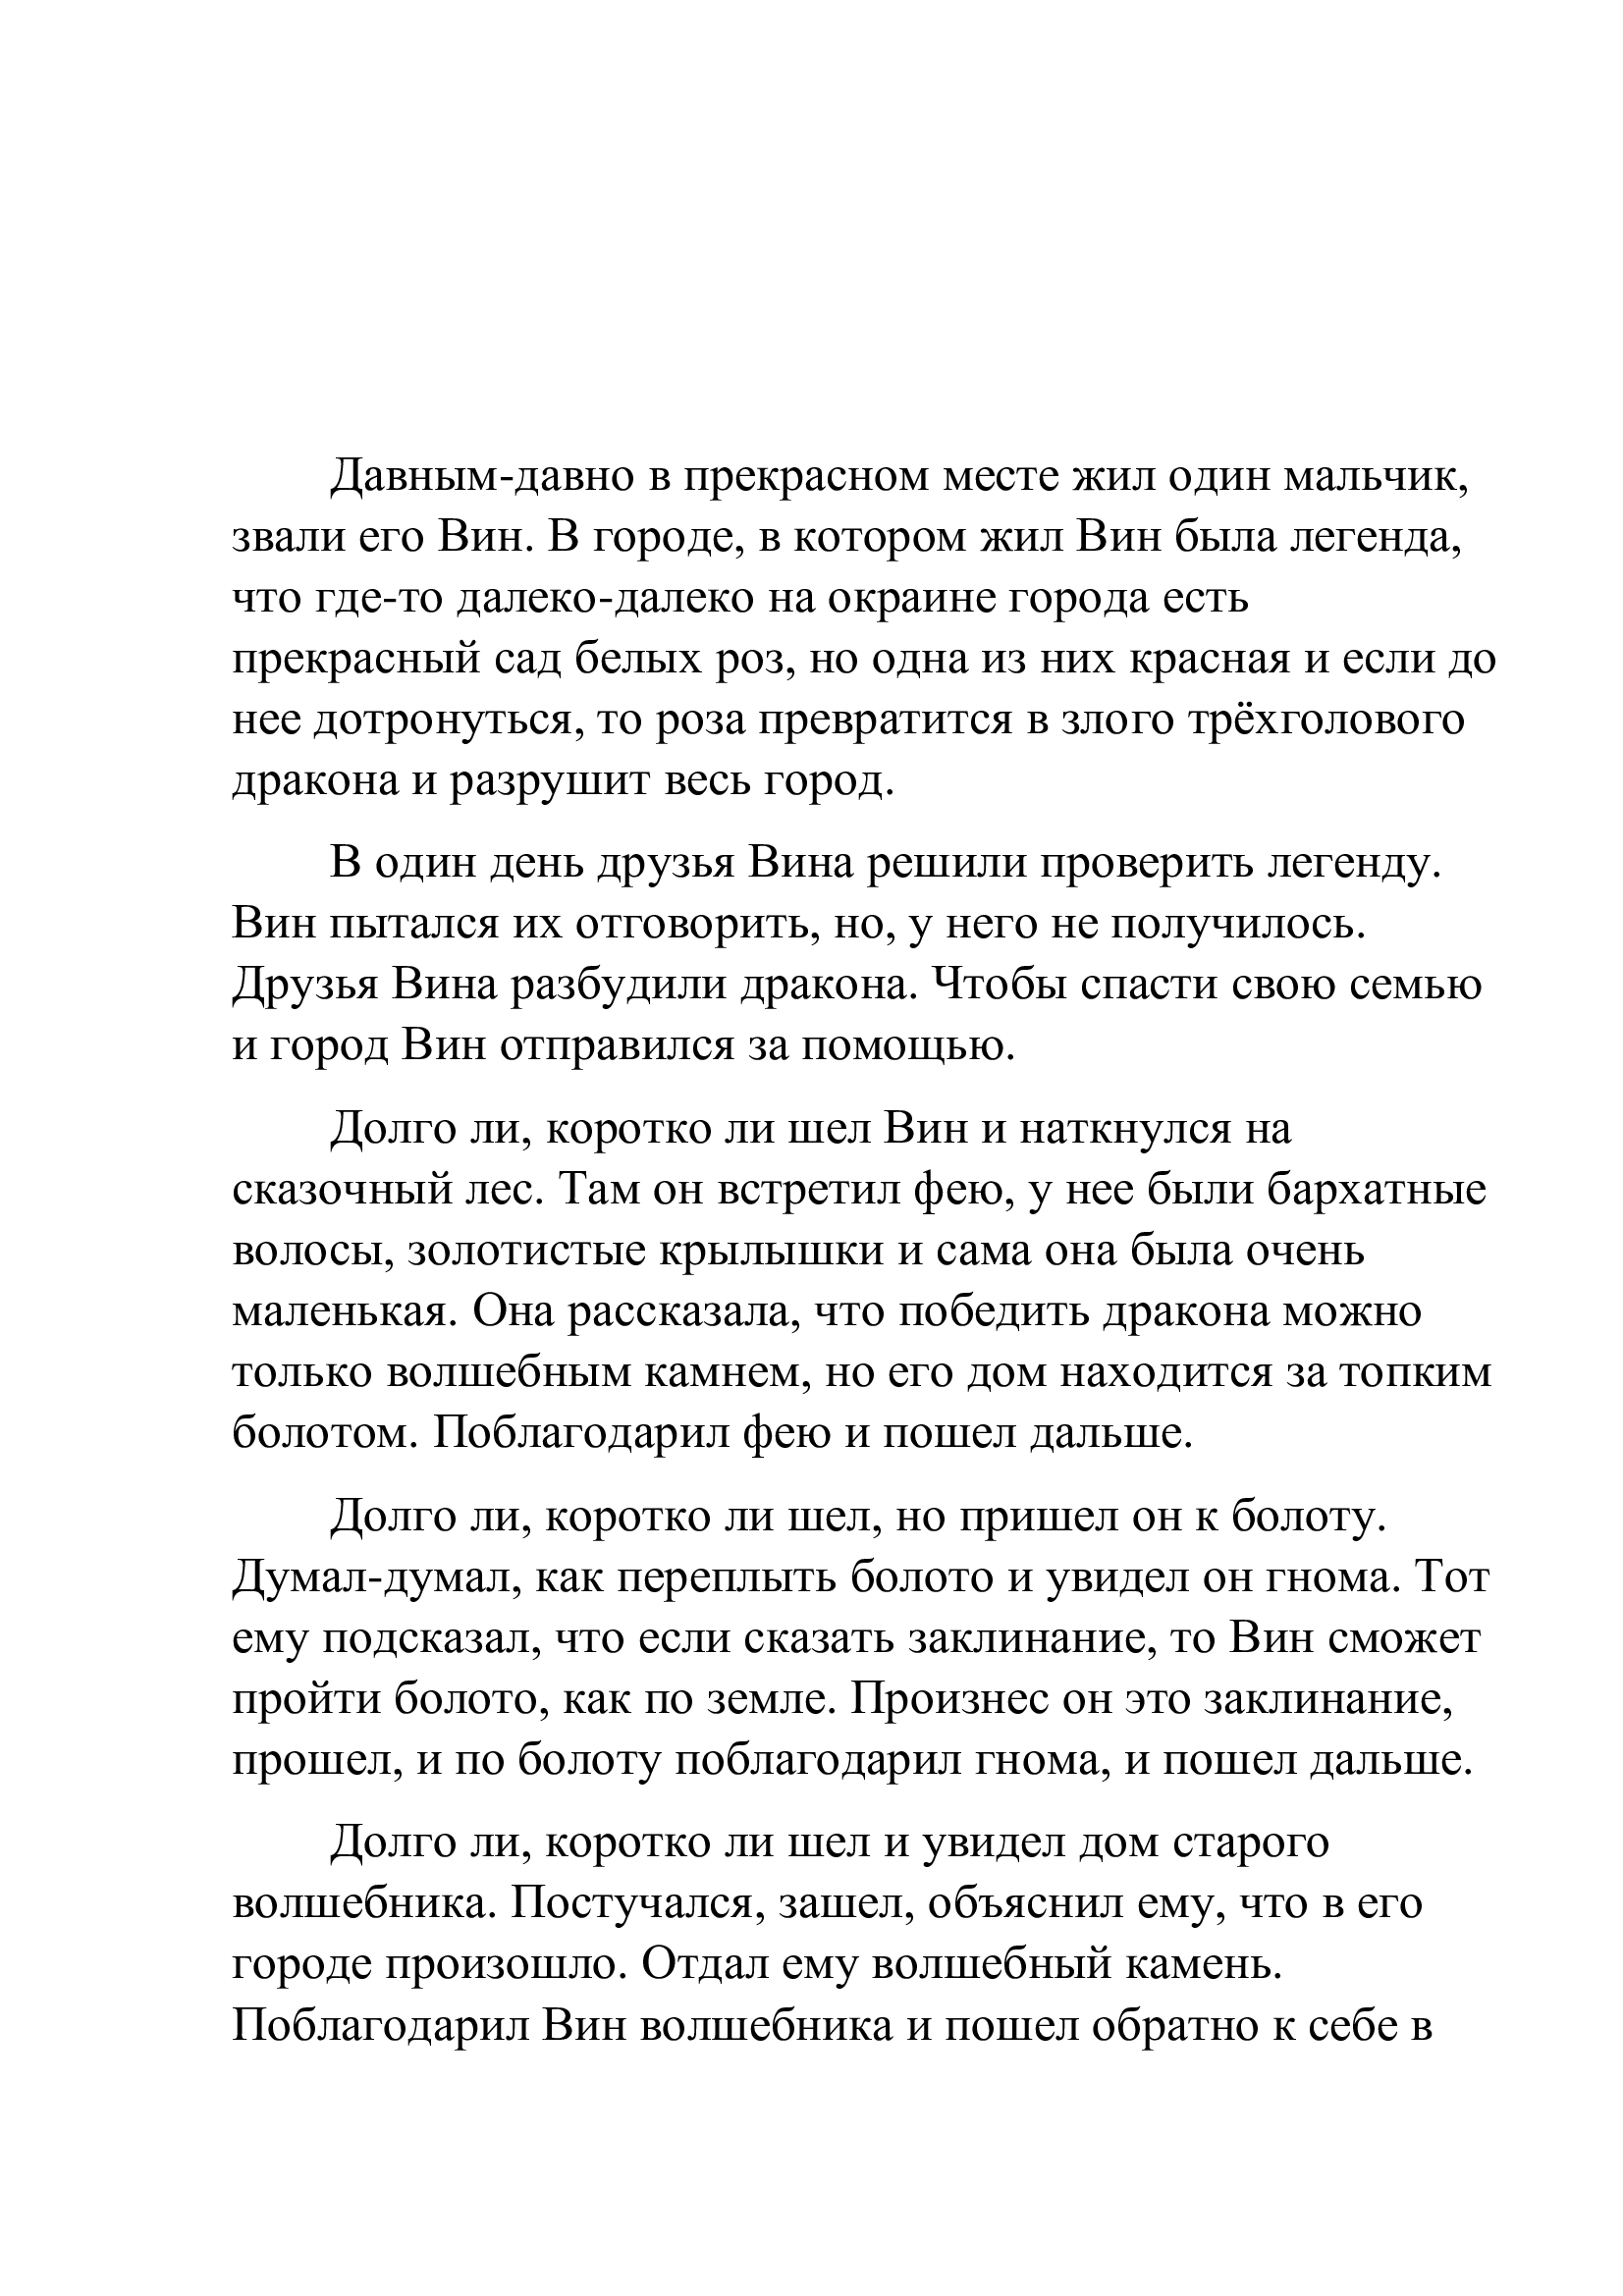 Давным-давно в прекрасном месте жил один мальчик,
звали его Вин. В городе, в котором жил Вин была легенда,
что где-то далеко-далеко на окраине города есть
прекрасный сад белых роз, но одна из них красная и если до
нее дотронуться, то роза превратится в злого трёхголового
дракона и разрушит весь город.
В один день друзья Вина решили проверить легенду.
Вин пытался их отговорить, но, у него не получилось.
Друзья Вина разбудили дракона. Чтобы спасти свою семью
и город Вин отправился за помощью.
Долго ли, коротко ли шел Вин и наткнулся на
сказочный лес. Там он встретил фею, у нее были бархатные
волосы, золотистые крылышки и сама она была очень
маленькая. Она рассказала, что победить дракона можно
только волшебным камнем, но его дом находится за топким
болотом. Поблагодарил фею и пошел дальше.
Долго ли, коротко ли шел, но пришел он к болоту.
Думал-думал, как переплыть болото и увидел он гнома. Тот
ему подсказал, что если сказать заклинание, то Вин сможет
пройти болото, как по земле. Произнес он это заклинание,
прошел, и по болоту поблагодарил гнома, и пошел дальше.
Долго ли, коротко ли шел и увидел дом старого
волшебника. Постучался, зашел, объяснил ему, что в его
городе произошло. Отдал ему волшебный камень.
Поблагодарил Вин волшебника и пошел обратно к себе в